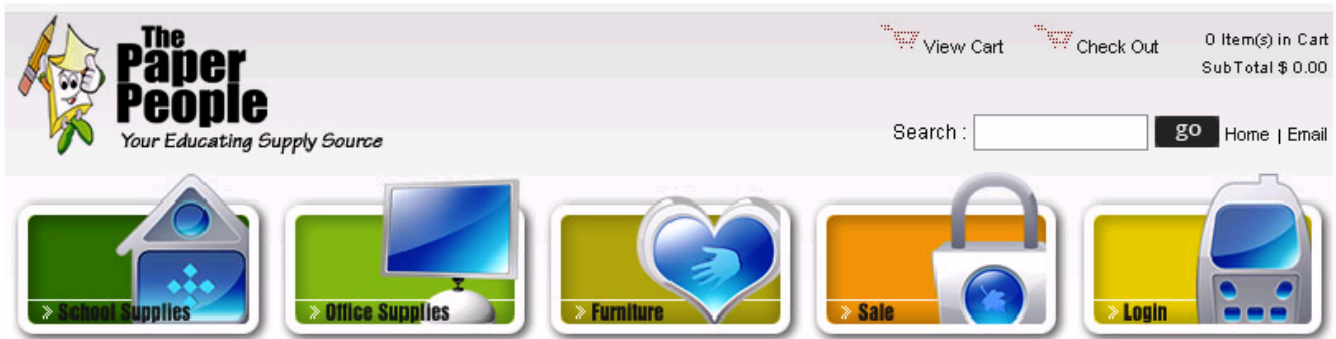 The
Paper
People
Your Educating Supply Source
View Cart
Check Out
0 Item(s) in Cart
SubTotal $ 0.00
Search :
go
Home | Email
» School Supplies
» Office Supplies
» Furniture
» Sale
» Login